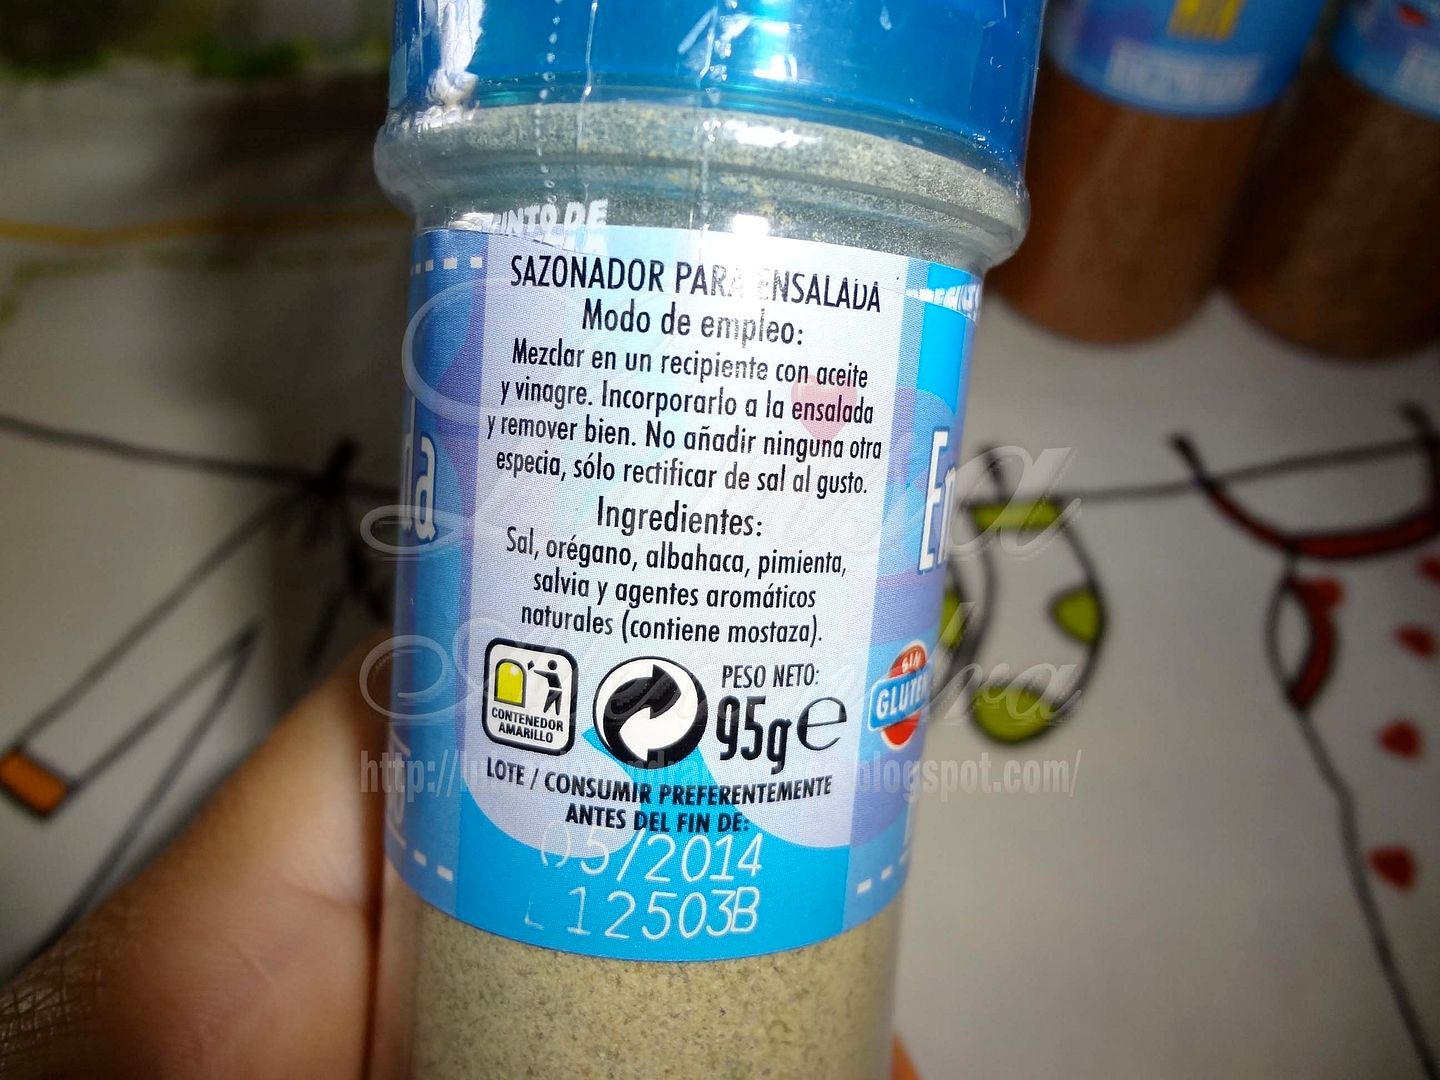 SAZONADOR PARA ENSALADA
Modo de empleo:
Mezclar en un recipiente con aceite
y vinagre. Incorporarlo a la ensalada
y remover bien. No añadir ninguna otra
especia, sólo rectificar de sal al gusto.
Ingredientes:
Sal, orégano, albahaca, pimienta,
salvia y agentes aromáticos
naturales (contiene mostaza).
CONTENEDOR
AMARILLO
PESO NETO:
95g e
SIN
GLUTEN
LOTE / CONSUMIR PREFERENTEMENTE
ANTES DEL FIN DE:
05/2014
L12503B